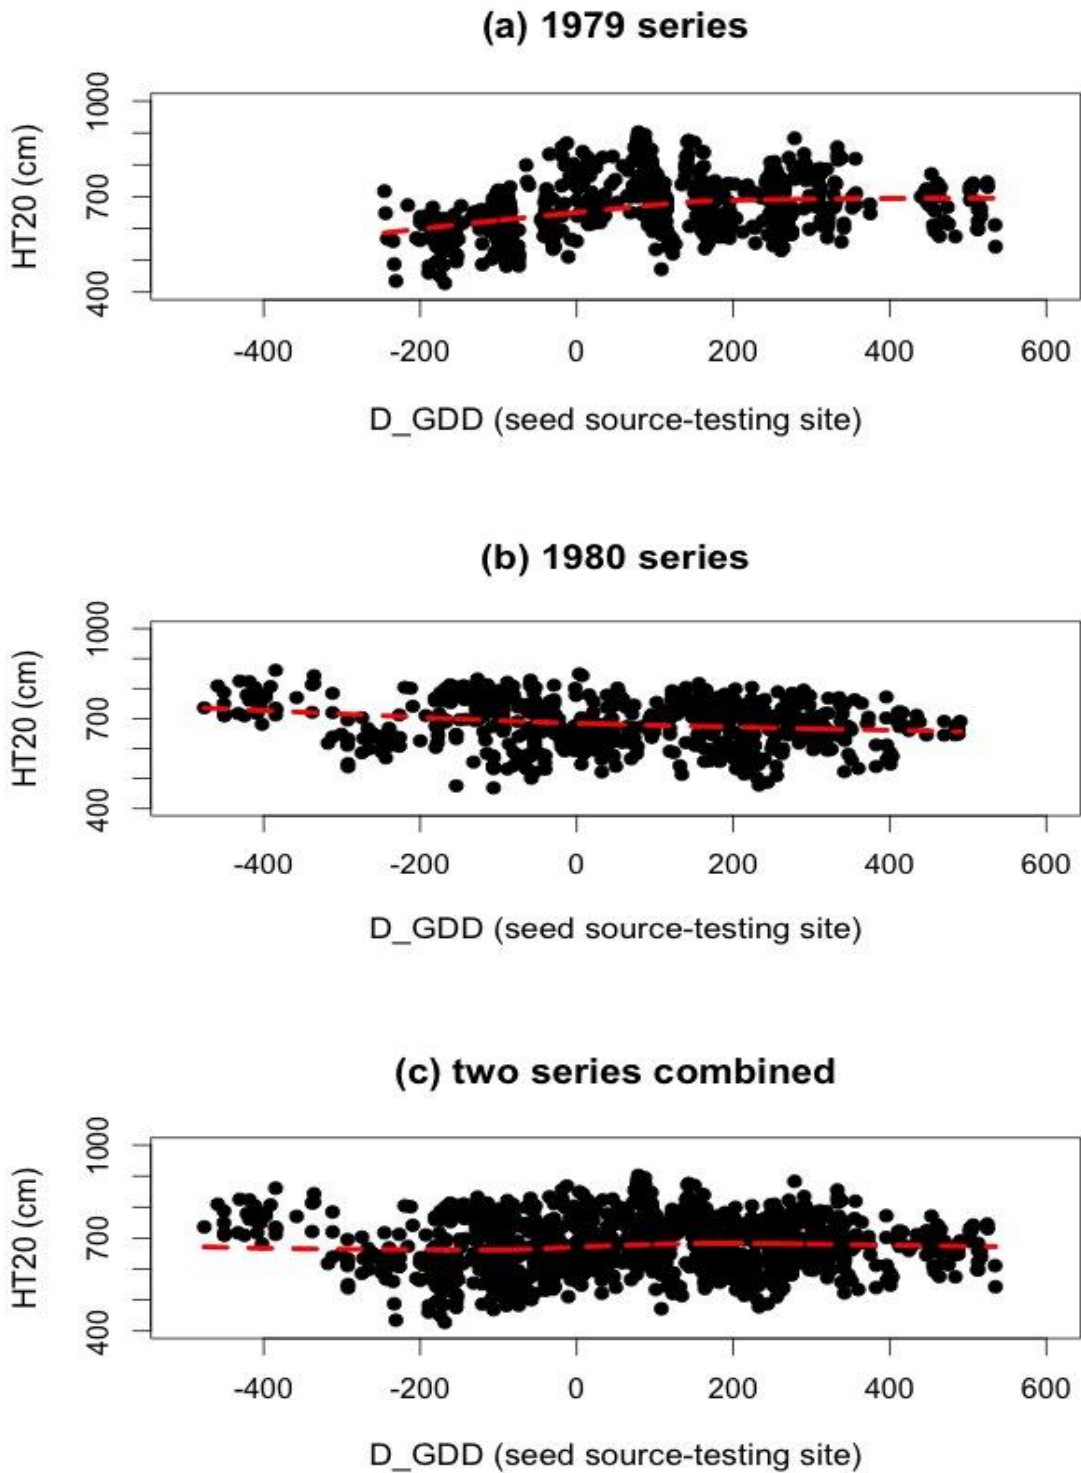 (a) 1979 series
1000
700
400
HT20 (cm)
-400 -200 0 200 400 600
D_GDD (seed source-testing site)
(b) 1980 series
1000
700
400
HT20 (cm)
-400 -200 0 200 400 600
D_GDD (seed source-testing site)
(c) two series combined
1000
700
400
HT20 (cm)
-400 -200 0 200 400 600
D_GDD (seed source-testing site)